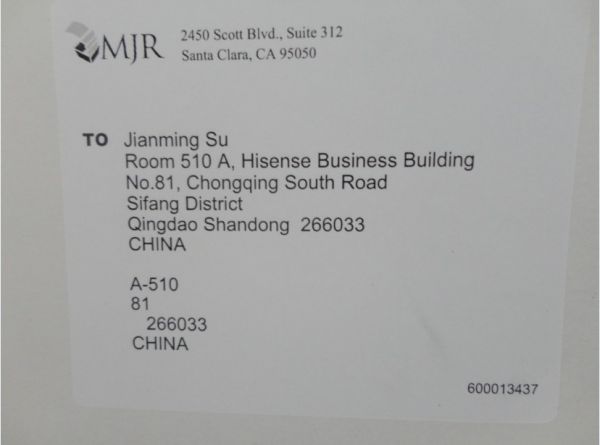 MJR
2450 Scott Blvd., Suite 312
Santa Clara, CA 95050
TO Jianming Su
Room 510 A, Hisense Business Building
No.81, Chongqing South Road
Sifang District
Qingdao Shandong 266033
CHINA
A-510
81
266033
CHINA
600013437